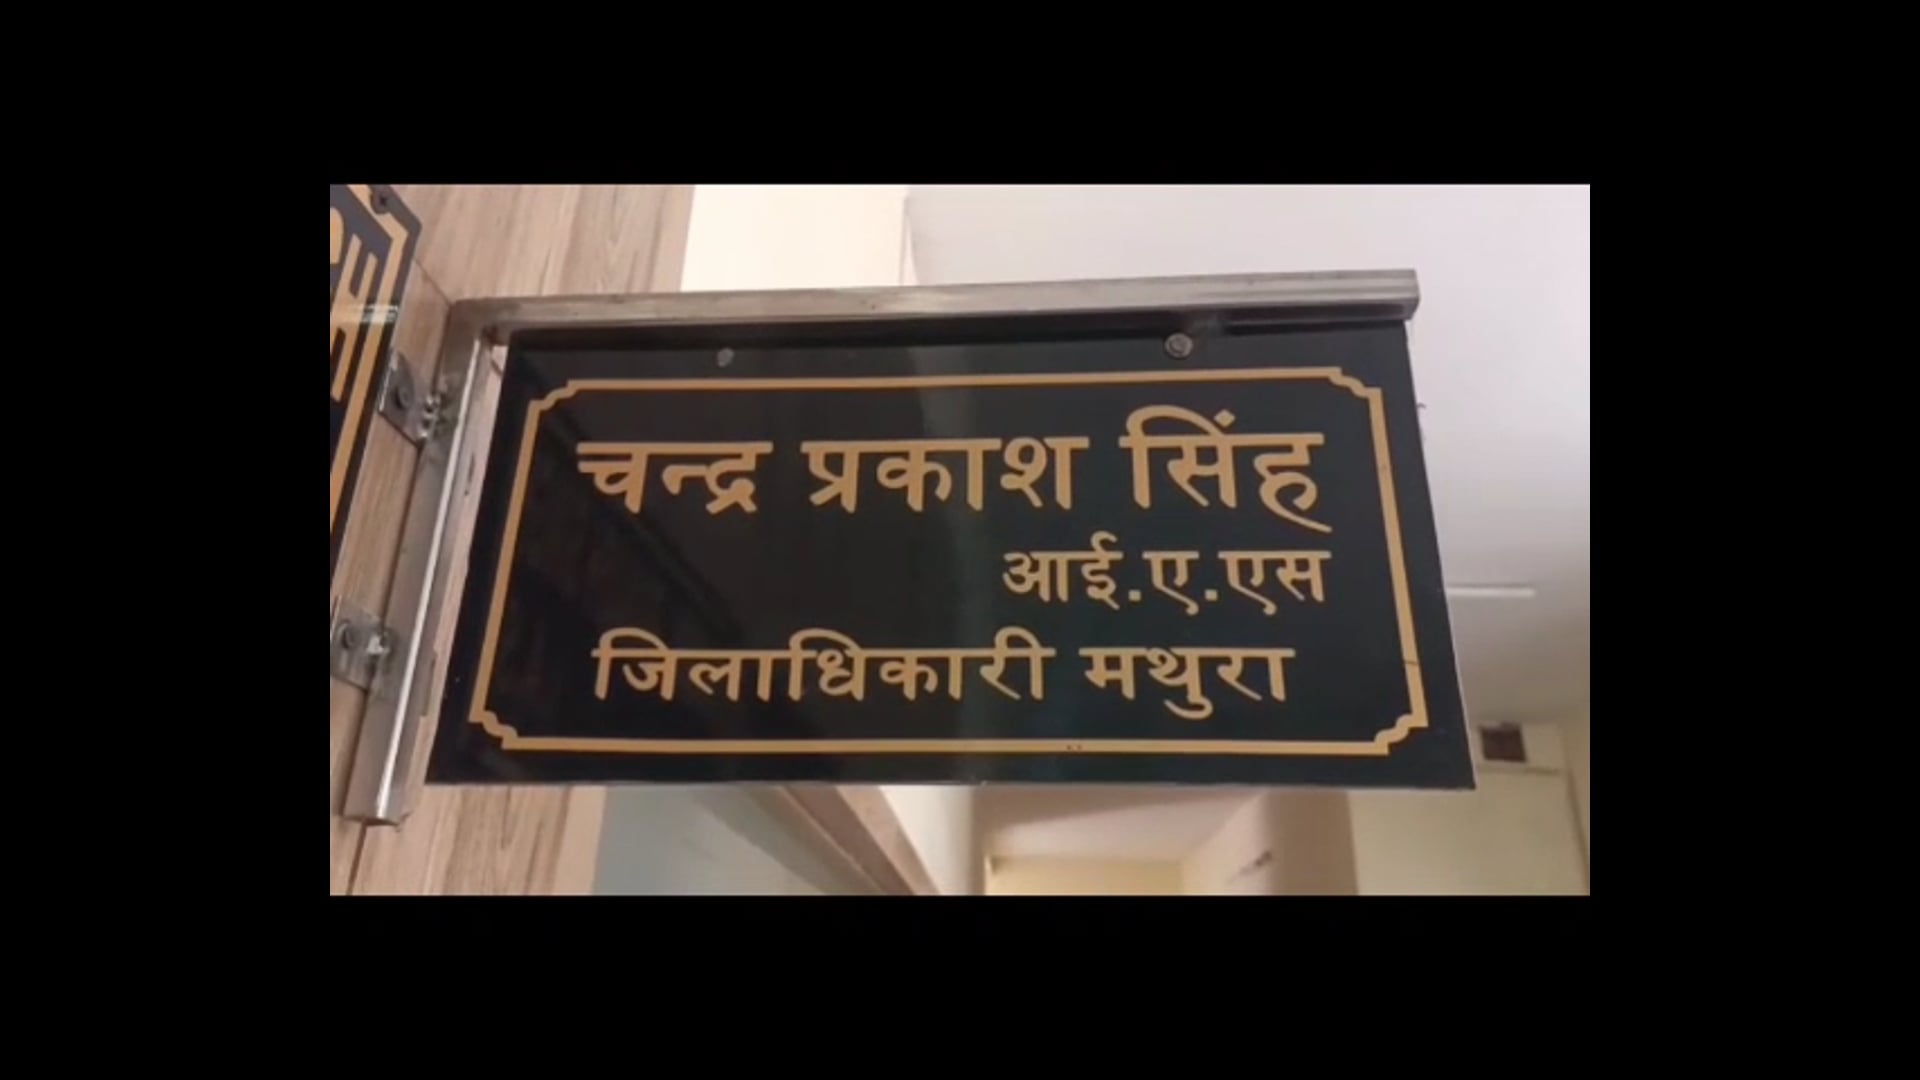 चन्द्र प्रकाश सिंह
आई.ए.एस
जिलाधिकारी मथुरा